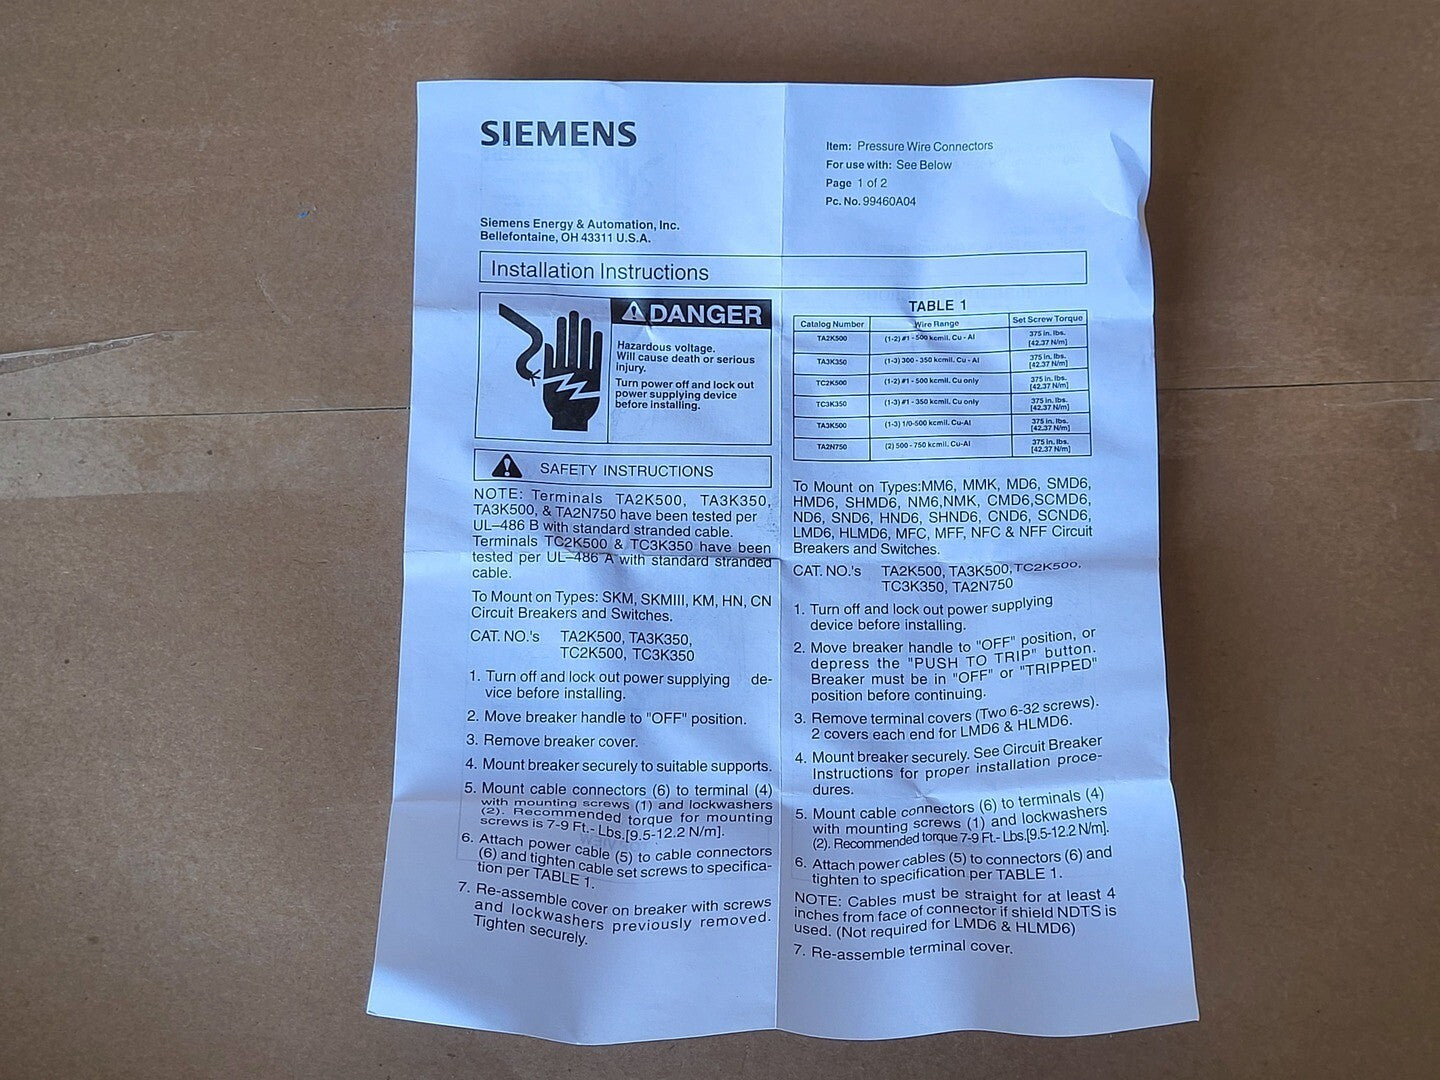 SIEMENS
Item: Pressure Wire Connectors
For use with: See Below
Page 1 of 2
Pc. No. 99460A04
Siemens Energy & Automation, Inc.
Bellefontaine, OH 43311 U.S.A.
Installation Instructions
DANGER
Hazardous voltage.
Will cause death or serious
injury.
Turn power off and lock out
power supplying device
before installing.
SAFETY INSTRUCTIONS
NOTE: Terminals TA2K500, TA3K350,
TA3K500, & TA2N750 have been tested per
UL–486 B with standard stranded cable.
Terminals TC2K500 & TC3K350 have been
tested per UL–486 A with standard stranded
cable.
To Mount on Types: SKM, SKMIII, KM, HN, CN
Circuit Breakers and Switches.
CAT. NO.'s TA2K500, TA3K350,
TC2K500, TC3K350
1. Turn off and lock out power supplying de-
vice before installing.
2. Move breaker handle to "OFF" position.
3. Remove breaker cover.
4. Mount breaker securely to suitable supports.
5. Mount cable connectors (6) to terminal (4)
with mounting screws (1) and lockwashers
(2). Recommended torque for mounting
screws is 7-9 Ft.- Lbs.[9.5-12.2 N/m].
6. Attach power cable (5) to cable connectors
(6) and tighten cable set screws to specifica-
tion per TABLE 1.
7. Re-assemble cover on breaker with screws
and lockwashers previously removed.
Tighten securely.
TABLE 1
Catalog Number Wire Range Set Screw Torque
TA2K500 (1-2) #1 - 500 kcmil. Cu - Al 375 in. lbs.
[42.37 N/m]
TA3K350 (1-3) 300 - 350 kcmil. Cu - Al 375 in. lbs.
[42.37 N/m]
TC2K500 (1-2) #1 - 500 kcmil. Cu only 375 in. lbs.
[42.37 N/m]
TC3K350 (1-3) #1 - 350 kcmil. Cu only 375 in. lbs.
[42.37 N/m]
TA3K500 (1-3) 1/0-500 kcmil. Cu-Al 375 in. lbs.
[42.37 N/m]
TA2N750 (2) 500 - 750 kcmil. Cu-Al 375 in. lbs.
[42.37 N/m]
To Mount on Types:MM6, MMK, MD6, SMD6,
HMD6, SHMD6, NM6,NMK, CMD6,SCMD6,
ND6, SND6, HND6, SHND6, CND6, SCND6,
LMD6, HLMD6, MFC, MFF, NFC & NFF Circuit
Breakers and Switches.
CAT. NO.'s TA2K500, TA3K500, TC2K500,
TC3K350, TA2N750
1. Turn off and lock out power supplying
device before installing.
2. Move breaker handle to "OFF" position, or
depress the "PUSH TO TRIP" button.
Breaker must be in "OFF" or "TRIPPED"
position before continuing.
3. Remove terminal covers (Two 6-32 screws).
2 covers each end for LMD6 & HLMD6.
4. Mount breaker securely. See Circuit Breaker
Instructions for proper installation proce-
dures.
5. Mount cable connectors (6) to terminals (4)
with mounting screws (1) and lockwashers
(2). Recommended torque 7-9 Ft.- Lbs.[9.5-12.2 N/m].
6. Attach power cables (5) to connectors (6) and
tighten to specification per TABLE 1.
NOTE: Cables must be straight for at least 4
inches from face of connector if shield NDTS is
used. (Not required for LMD6 & HLMD6)
7. Re-assemble terminal cover.